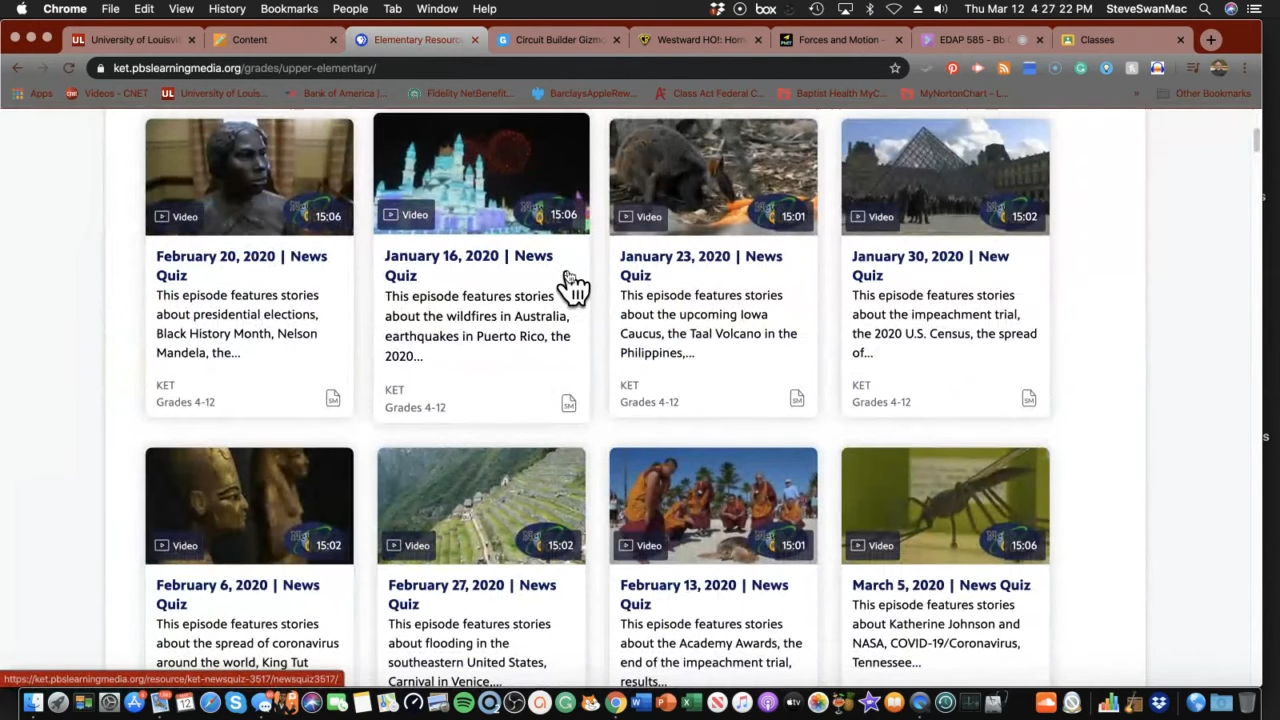 Chrome File Edit View History Bookmarks People Tab Window Help
box
Thu Mar 12 4:27:22 PM SteveSwanMac
University of Louisvil
Content
Elementary Resourc
Circuit Builder Gizmo
Westward HO!: Hom
Forces and Motion -
EDAP 585 - Bb C
Classes
ket.pbslearningmedia.org/grades/upper-elementary/
Apps
Videos - CNET
University of Louis...
Bank of America |...
Fidelity NetBenefit...
BarclaysAppleRew...
Class Act Federal C...
Baptist Health MyC...
MyNortonChart - L...
»
Other Bookmarks
Video 15:06
Video 15:06
Video 15:01
Video 15:02
February 20, 2020 | News
Quiz
This episode features stories
about presidential elections,
Black History Month, Nelson
Mandela, the...
KET
Grades 4-12
SM
January 16, 2020 | News
Quiz
This episode features stories
about the wildfires in Australia,
earthquakes in Puerto Rico, the
2020...
KET
Grades 4-12
SM
January 23, 2020 | News
Quiz
This episode features stories
about the upcoming Iowa
Caucus, the Taal Volcano in the
Philippines,...
KET
Grades 4-12
SM
January 30, 2020 | New
Quiz
This episode features stories
about the impeachment trial,
the 2020 U.S. Census, the spread
of...
KET
Grades 4-12
SM
Video 15:02
Video 15:02
Video 15:01
Video 15:06
February 6, 2020 | News
Quiz
This episode features stories
about the spread of coronavirus
around the world, King Tut
February 27, 2020 | News
Quiz
This episode features stories
about flooding in the
southeastern United States,
Carnival in Venice,...
February 13, 2020 | News
Quiz
This episode features stories
about the Academy Awards, the
end of the impeachment trial,
results...
March 5, 2020 | News Quiz
This episode features stories
about Katherine Johnson and
NASA, COVID-19/Coronavirus,
Tennessee...
https://ket.pbslearningmedia.org/resource/ket-newsquiz-3517/newsquiz3517/